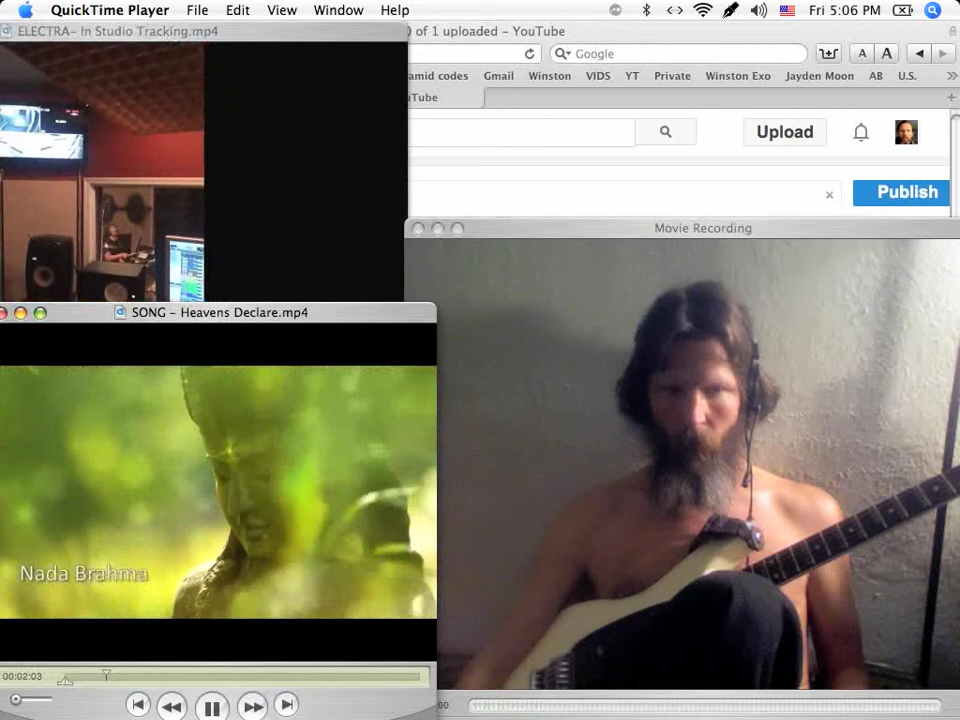 QuickTime Player File Edit View Window Help Fri 5:06 PM
ELECTRA- In Studio Tracking.mp4
0 of 1 uploaded - YouTube
Google
A A
amid codes Gmail Winston VIDS YT Private Winston Exo Jayden Moon AB U.S.
uTube
Upload
Publish
Movie Recording
SONG - Heavens Declare.mp4
Nada Brahma
00:02:03
:00